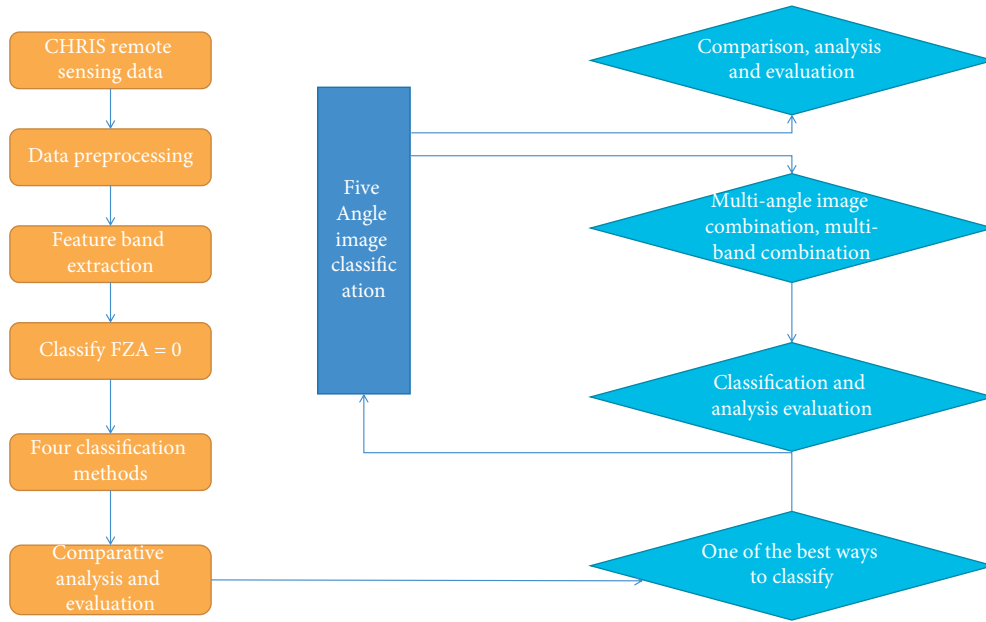 CHRIS remote
sensing data
Data preprocessing
Feature band
extraction
Classify FZA = 0
Four classification
methods
Comparative
analysis and
evaluation
Five
Angle
image
classific
ation
Comparison, analysis
and evaluation
Multi-angle image
combination, multi-
band combination
Classification and
analysis evaluation
One of the best ways
to classify